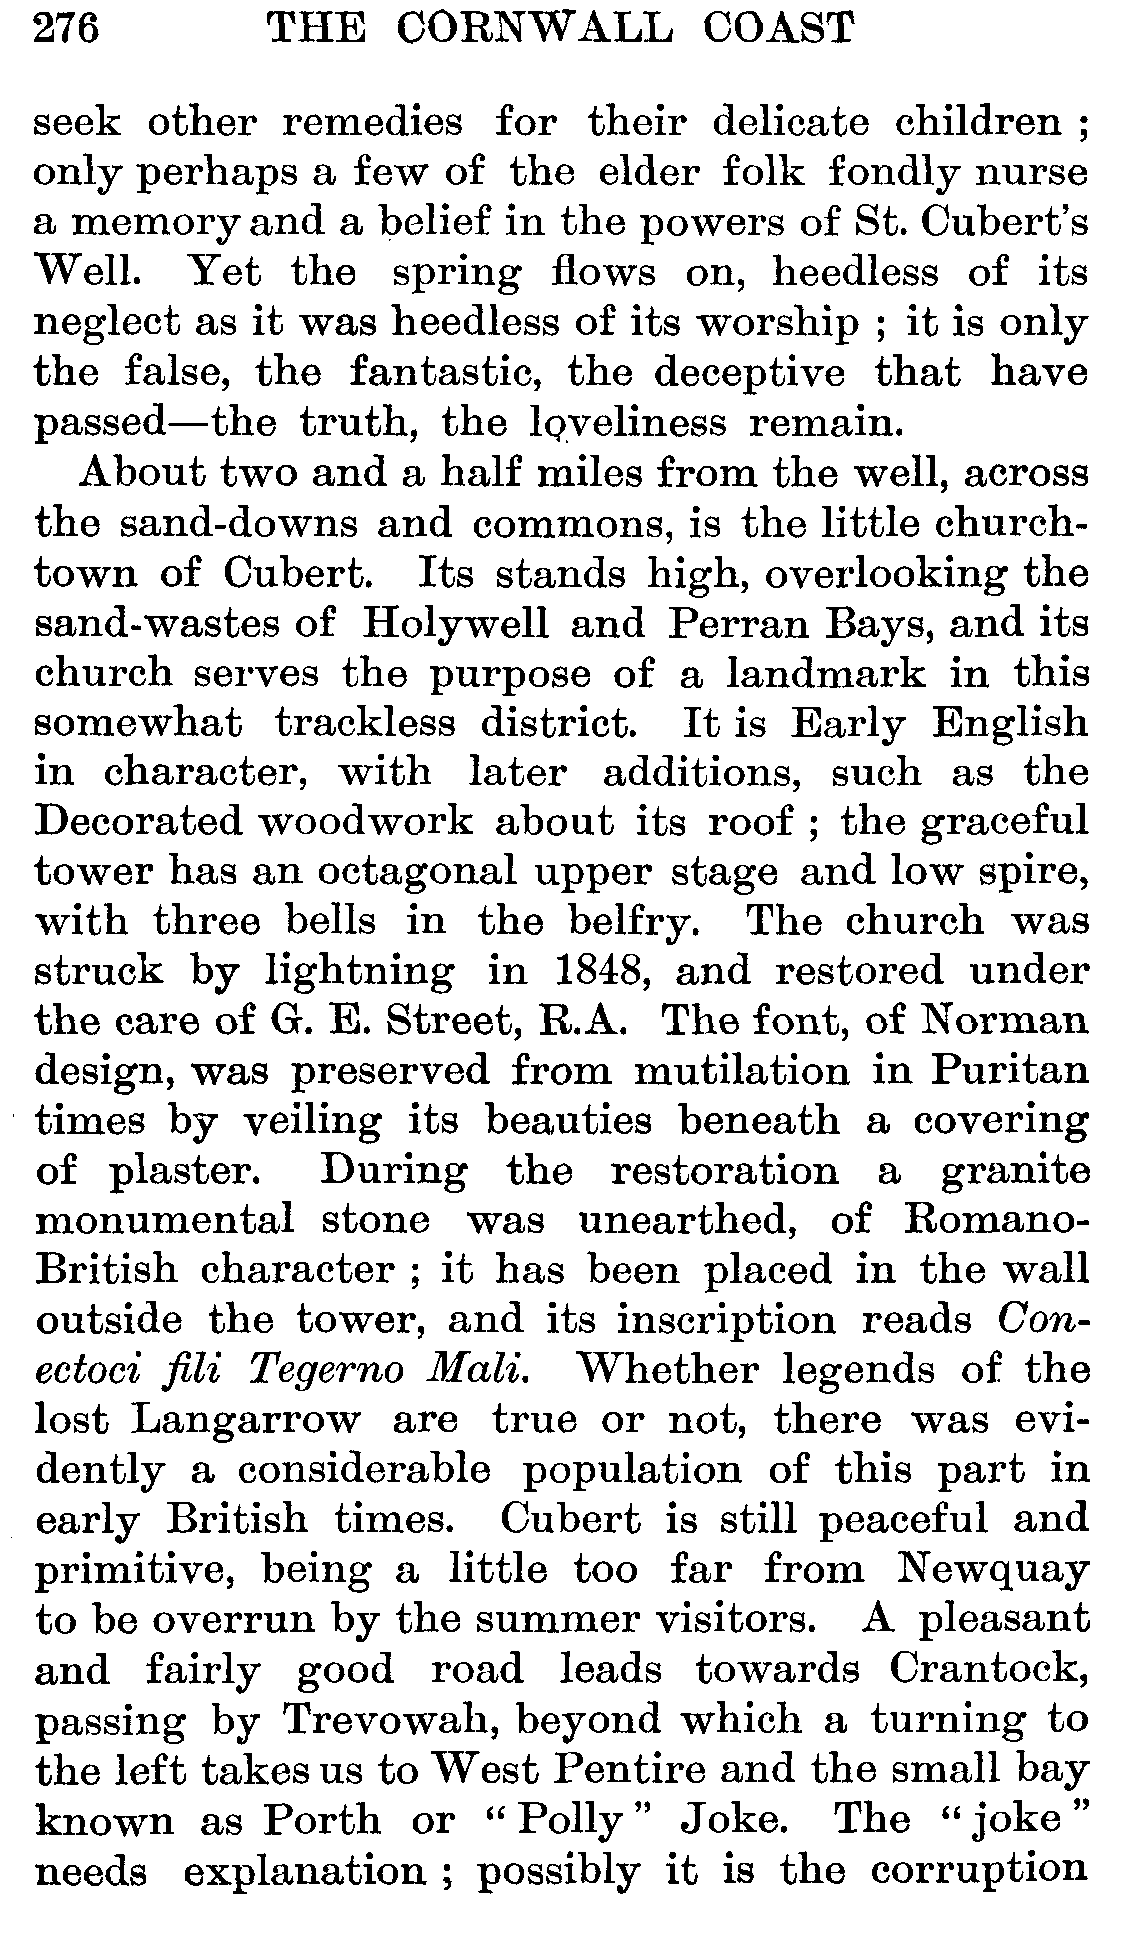 276 THE CORNWALL COAST
seek other remedies for their delicate children ;
only perhaps a few of the elder folk fondly nurse
a memory and a belief in the powers of St. Cubert's
Well. Yet the spring flows on, heedless of its
neglect as it was heedless of its worship ; it is only
the false, the fantastic, the deceptive that have
passed—the truth, the loveliness remain.
About two and a half miles from the well, across
the sand-downs and commons, is the little church-
town of Cubert. Its stands high, overlooking the
sand-wastes of Holywell and Perran Bays, and its
church serves the purpose of a landmark in this
somewhat trackless district. It is Early English
in character, with later additions, such as the
Decorated woodwork about its roof ; the graceful
tower has an octagonal upper stage and low spire,
with three bells in the belfry. The church was
struck by lightning in 1848, and restored under
the care of G. E. Street, R.A. The font, of Norman
design, was preserved from mutilation in Puritan
times by veiling its beauties beneath a covering
of plaster. During the restoration a granite
monumental stone was unearthed, of Romano-
British character ; it has been placed in the wall
outside the tower, and its inscription reads Con-
ectoci fili Tegerno Mali. Whether legends of the
lost Langarrow are true or not, there was evi-
dently a considerable population of this part in
early British times. Cubert is still peaceful and
primitive, being a little too far from Newquay
to be overrun by the summer visitors. A pleasant
and fairly good road leads towards Crantock,
passing by Trevowah, beyond which a turning to
the left takes us to West Pentire and the small bay
known as Porth or “Polly” Joke. The “joke”
needs explanation ; possibly it is the corruption